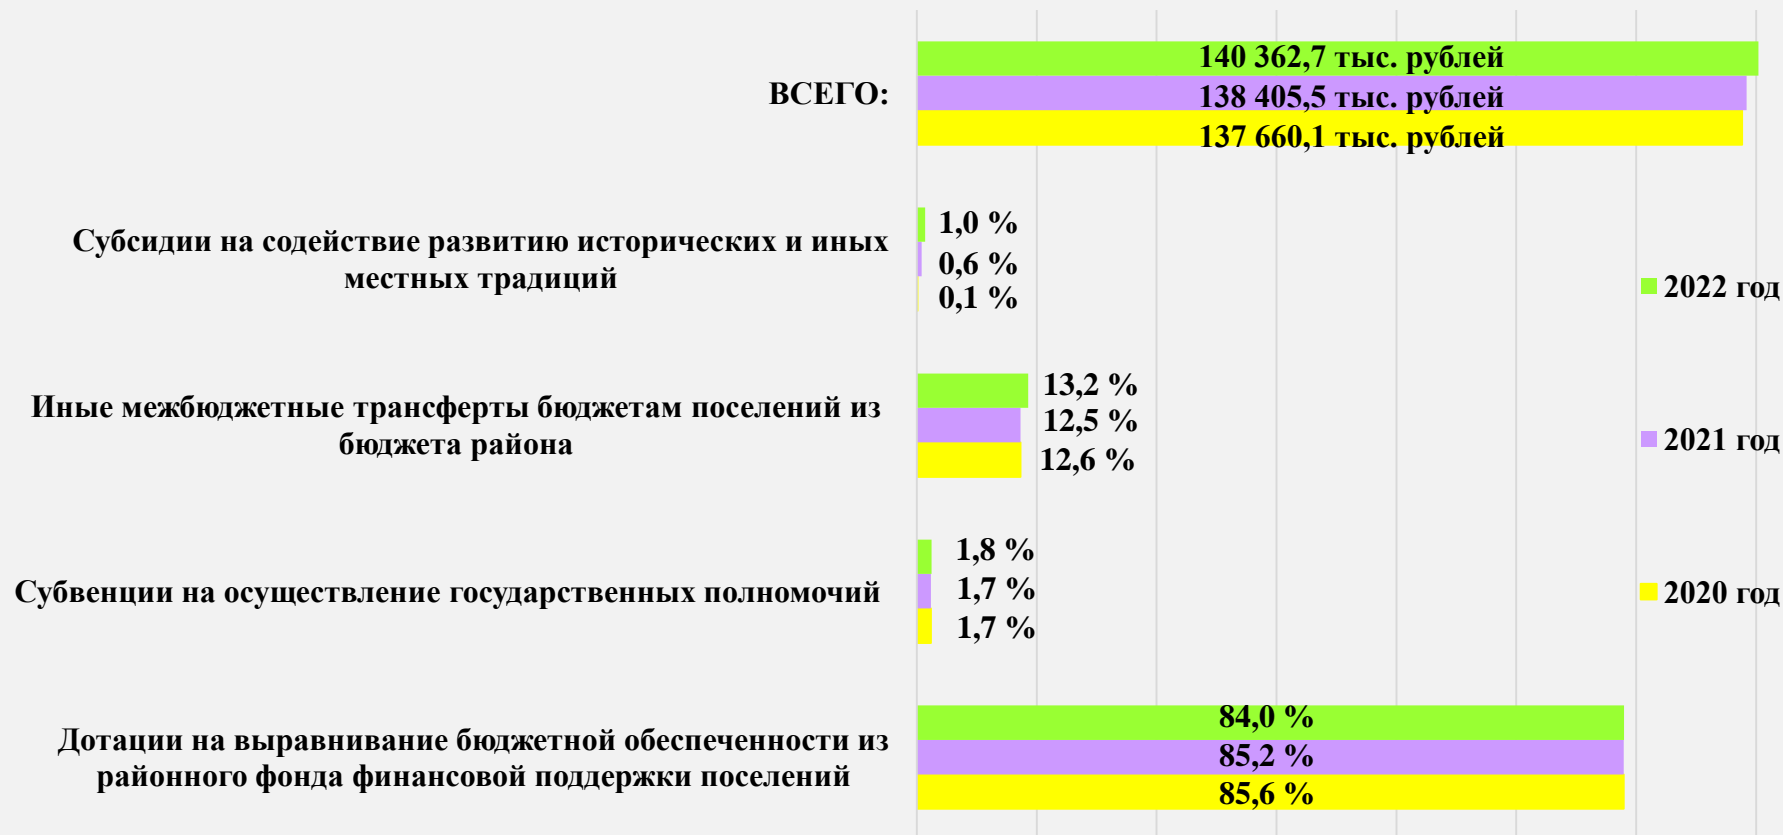 ВСЕГО:
140 362,7 тыс. рублей
138 405,5 тыс. рублей
137 660,1 тыс. рублей
Субсидии на содействие развитию исторических и иных
местных традиций
1,0 %
0,6 %
0,1 %
Иные межбюджетные трансферты бюджетам поселений из
бюджета района
13,2 %
12,5 %
12,6 %
Субвенции на осуществление государственных полномочий
1,8 %
1,7 %
1,7 %
Дотации на выравнивание бюджетной обеспеченности из
районного фонда финансовой поддержки поселений
84,0 %
85,2 %
85,6 %
2022 год
2021 год
2020 год